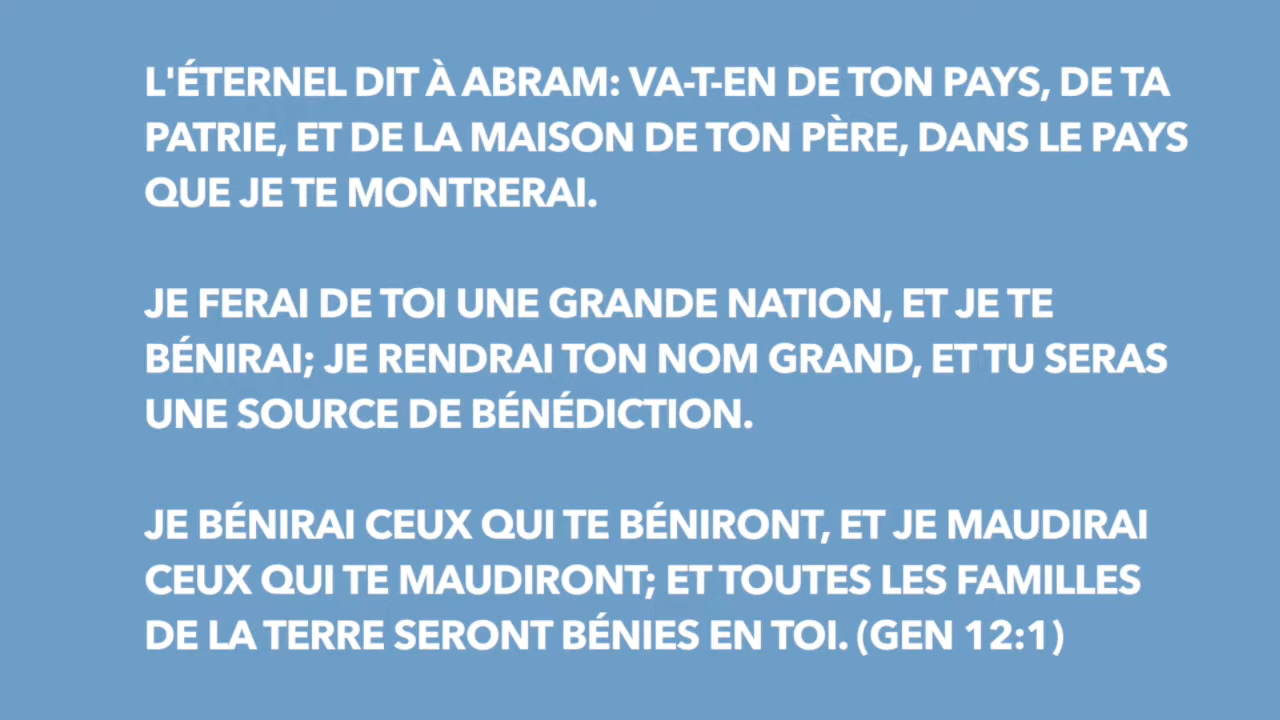 L'ÉTERNEL DIT À ABRAM: VA-T-EN DE TON PAYS, DE TA
PATRIE, ET DE LA MAISON DE TON PÈRE, DANS LE PAYS
QUE JE TE MONTRERAI.
JE FERAI DE TOI UNE GRANDE NATION, ET JE TE
BÉNIRAI; JE RENDRAI TON NOM GRAND, ET TU SERAS
UNE SOURCE DE BÉNÉDICTION.
JE BÉNIRAI CEUX QUI TE BÉNIRONT, ET JE MAUDIRAI
CEUX QUI TE MAUDIRONT; ET TOUTES LES FAMILLES
DE LA TERRE SERONT BÉNIES EN TOI. (GEN 12:1)